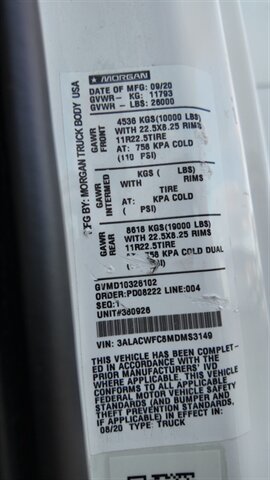 MORGAN
MFG BY: MORGAN TRUCK BODY USA
DATE OF MFG 09/20
GVWR- KG: 11793
GVWR- LBS: 26000
GAWR FRONT
4536 KGS(10000 LBS)
WITH 22.5X8.25 RIMS
11R22.5TIRE
AT: 758 KPA COLD
(110 PSI)
GAWR INTERMED
KGS ( LBS)
WITH RIMS
TIRE
AT: KPA COLD
( PSI)
GAWR REAR
8618 KGS(19000 LBS)
WITH 22.5X8.25 RIMS
11R22.5TIRE
758 KPA COLD DUAL
PSI)
GVMD10326102
ORDER:PD08222 LINE:004
SEQ:
UNIT#360926
VIN: 3ALACWFC8MDMS3149
THIS VEHICLE HAS BEEN COMPLET-
ED IN ACCORDANCE WITH THE
PRIOR MANUFACTURERS' IVD
WHERE APPLICABLE. THIS VEHICLE
CONFORMS TO ALL APPLICABLE
FEDERAL MOTOR VEHICLE SAFETY
STANDARDS (AND BUMPER AND
THEFT PREVENTION STANDARDS,
IF APPLICABLE) IN EFFECT IN:
08/20 TYPE: TRUCK